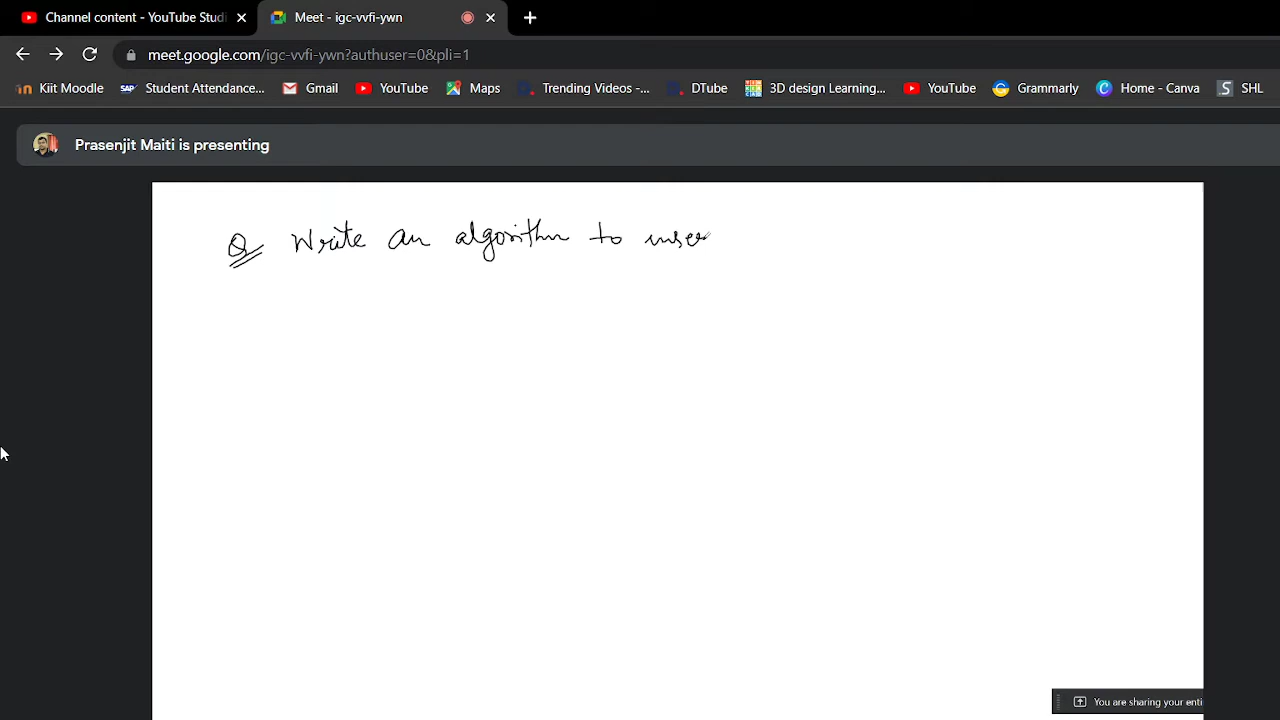 Channel content - YouTube Studi
Meet - igc-vvfi-ywn
meet.google.com/igc-vvfi-ywn?authuser=0&pli=1
Kiit Moodle
Student Attendance...
Gmail
YouTube
Maps
Trending Videos -...
DTube
3D design Learning...
YouTube
Grammarly
Home - Canva
SHL
Prasenjit Maiti is presenting
Q Write an algorithm to inser
You are sharing your enti